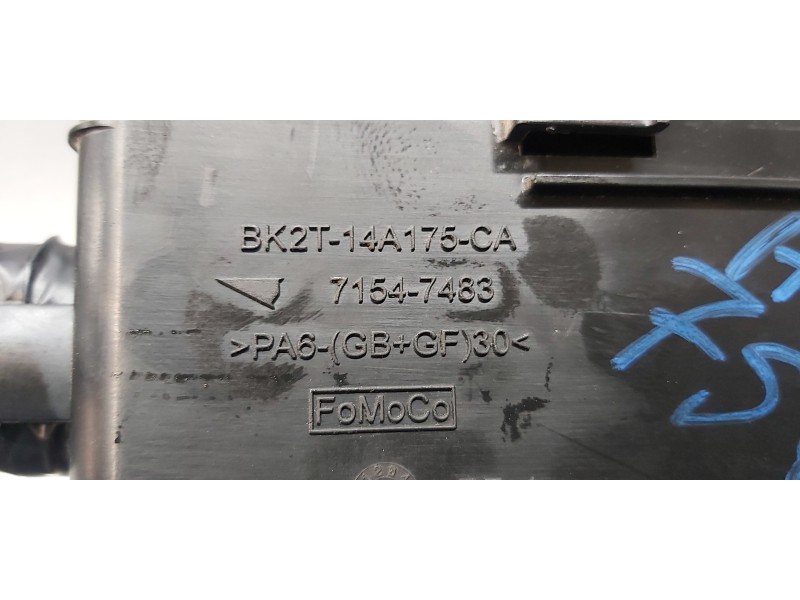 BK2T-14A175-CA
7154-7483
>PA6-(GB+GF)30<
FoMoCo